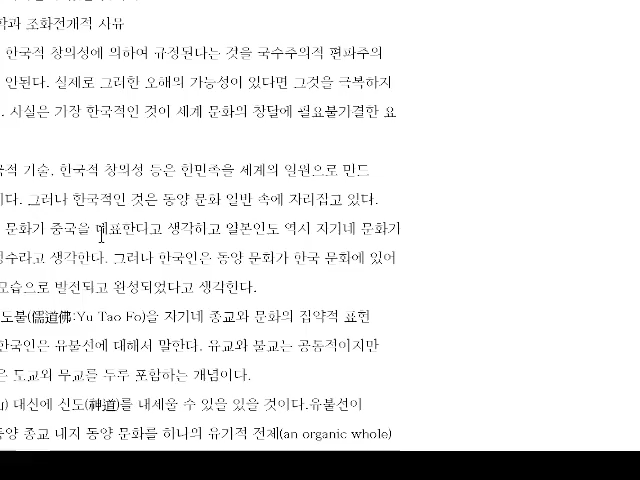 학과 조화전개적 사유
한국적 창의성에 의하여 규정된다는 것을 국수주의적 편파주의
안된다. 실제로 그러한 오해의 가능성이 있다면 그것을 극복하지
. 사실은 가장 한국적인 것이 세계 문화의 창달에 필요불가결한 요
국적 기술. 한국적 창의성 등은 한민족을 세계의 일원으로 만드
이다. 그러나 한국적인 것은 동양 문화 일반 속에 자리잡고 있다.
문화가 중국을 대표한다고 생각하고 일본인도 역시 자기네 문화가
정수라고 생각한다. 그러나 한국인은 동양 문화가 한국 문화에 있어
모습으로 발전되고 완성되었다고 생각한다.
도불(儒道佛:Yu Tao Fo)을 자기네 종교와 문화의 집약적 표현
한국인은 유불선에 대해서 말한다. 유교와 불교는 공통적이지만
은 도교와 무교를 두루 포함하는 개념이다.
山) 대신에 신도(神道)를 내세울 수 있을 있을 것이다.유불선이
동양 종교 내지 동양 문화를 하나의 유기적 전체(an organic whole)